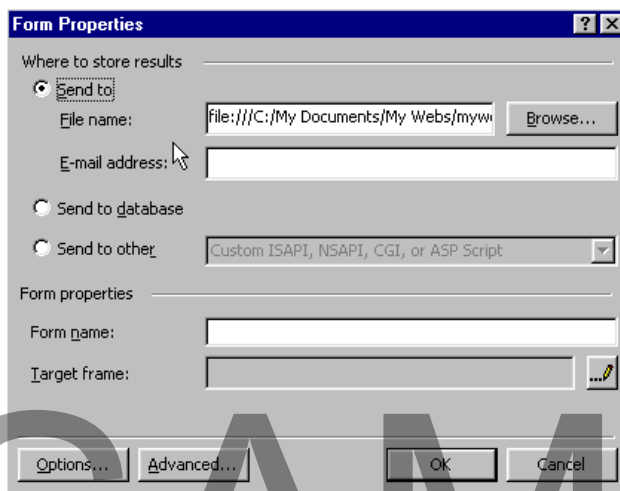 Form Properties
Where to store results
Send to
File name: file:///C:/My Documents/My Webs/myw Browse...
E-mail address:
Send to database
Send to other Custom ISAPI, NSAPI, CGI, or ASP Script
Form properties
Form name:
Target frame:
Options... Advanced... OK Cancel
CAM